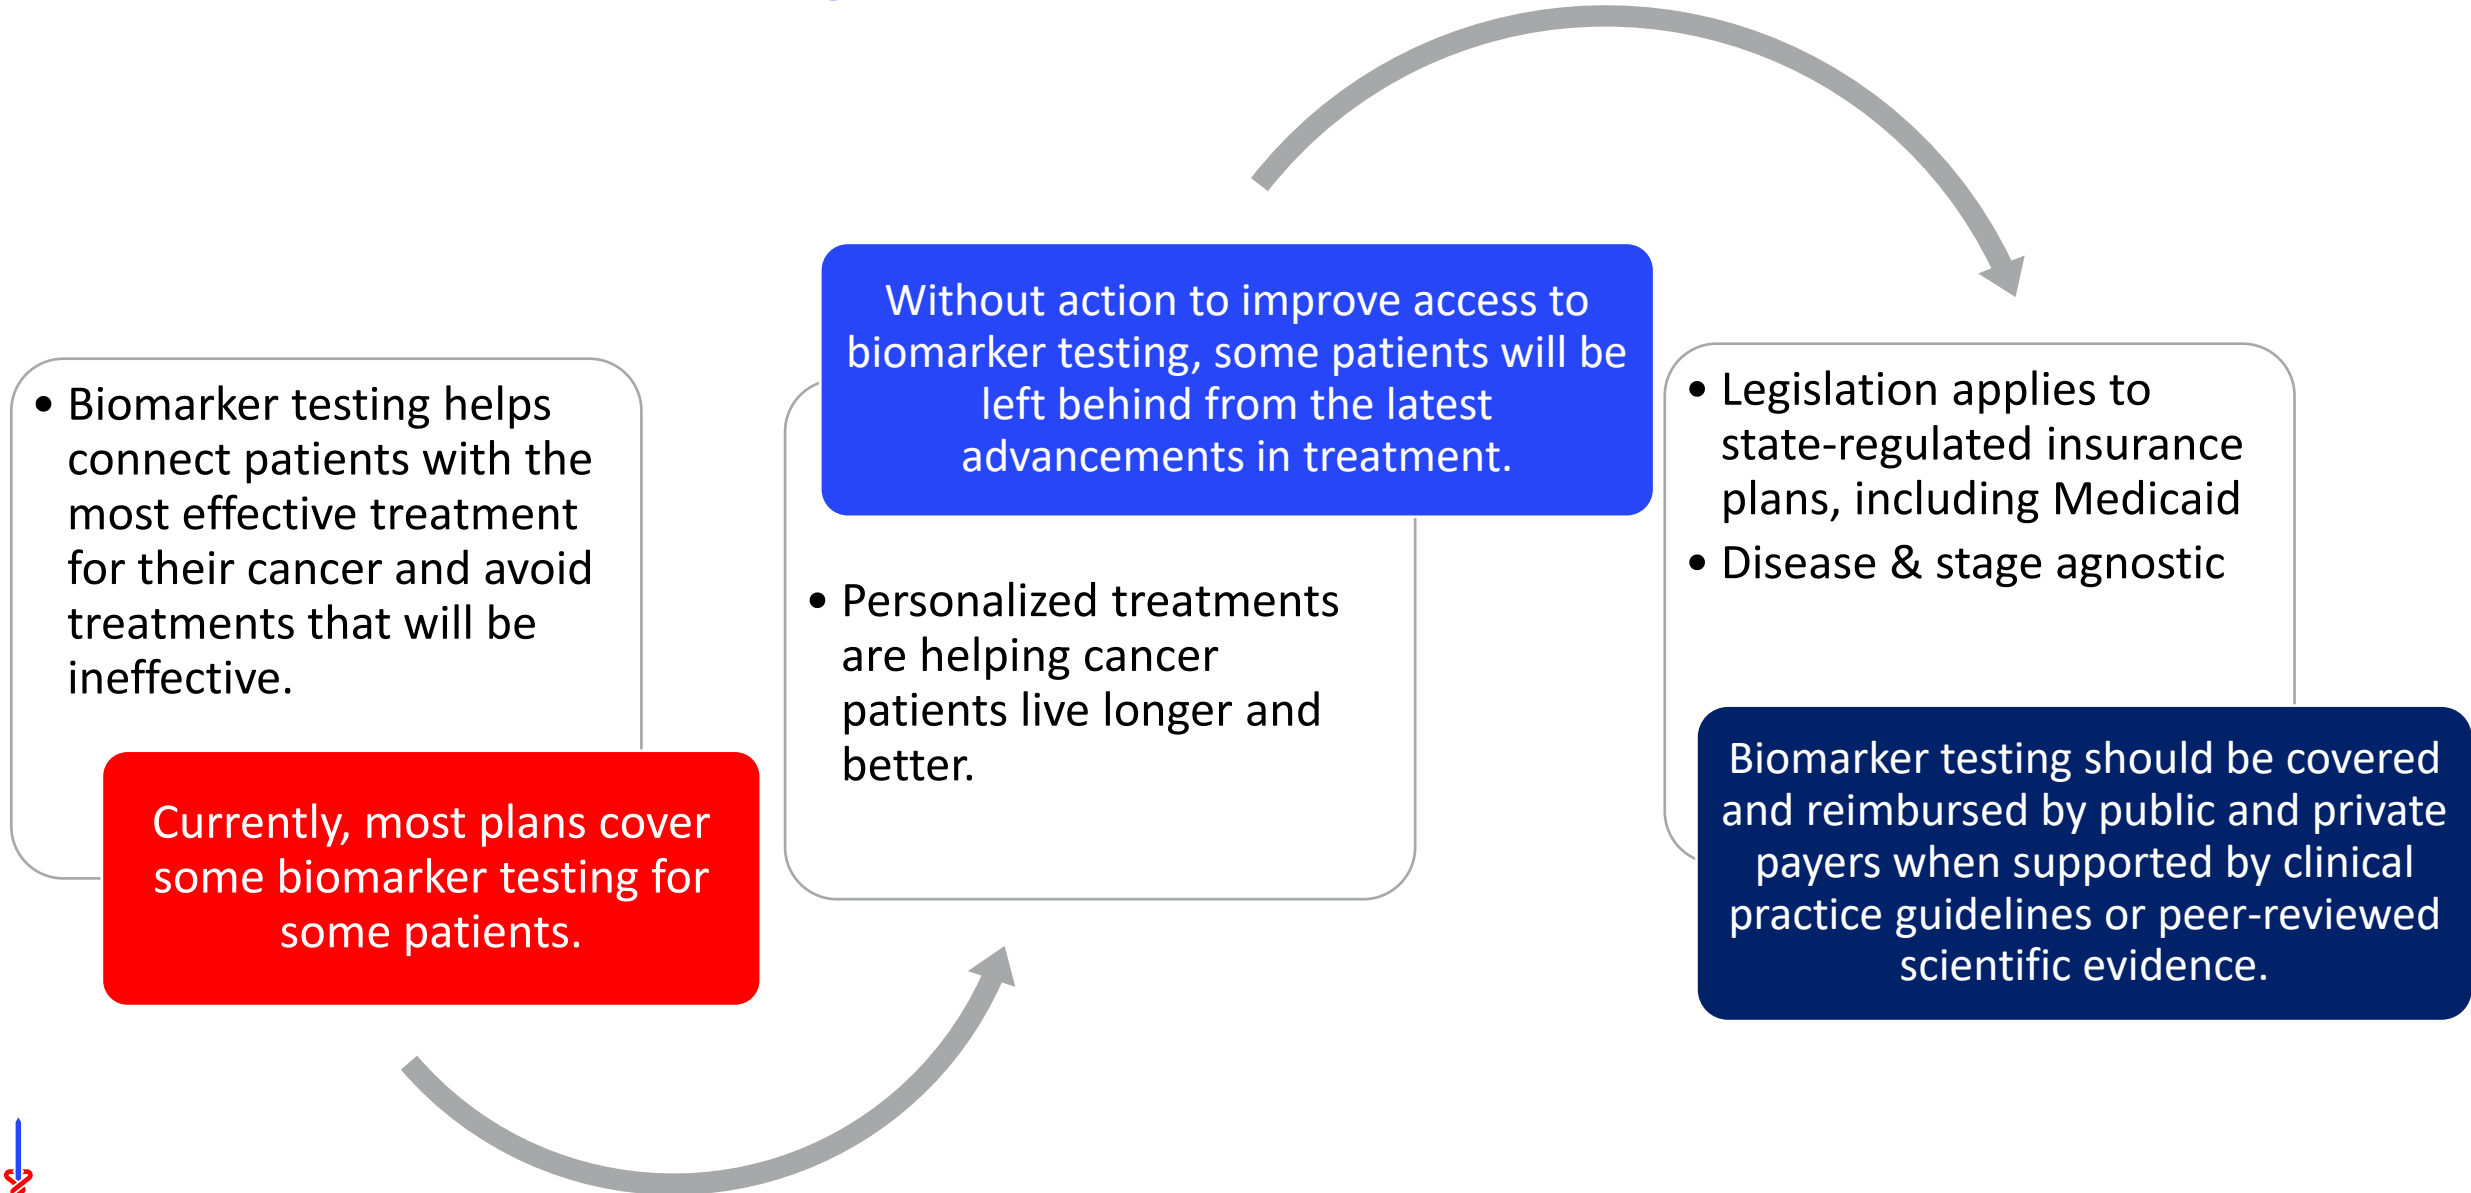 • Biomarker testing helps
connect patients with the
most effective treatment
for their cancer and avoid
treatments that will be
ineffective.
Currently, most plans cover
some biomarker testing for
some patients.
Without action to improve access to
biomarker testing, some patients will be
left behind from the latest
advancements in treatment.
• Personalized treatments
are helping cancer
patients live longer and
better.
• Legislation applies to
state-regulated insurance
plans, including Medicaid
• Disease & stage agnostic
Biomarker testing should be covered
and reimbursed by public and private
payers when supported by clinical
practice guidelines or peer-reviewed
scientific evidence.